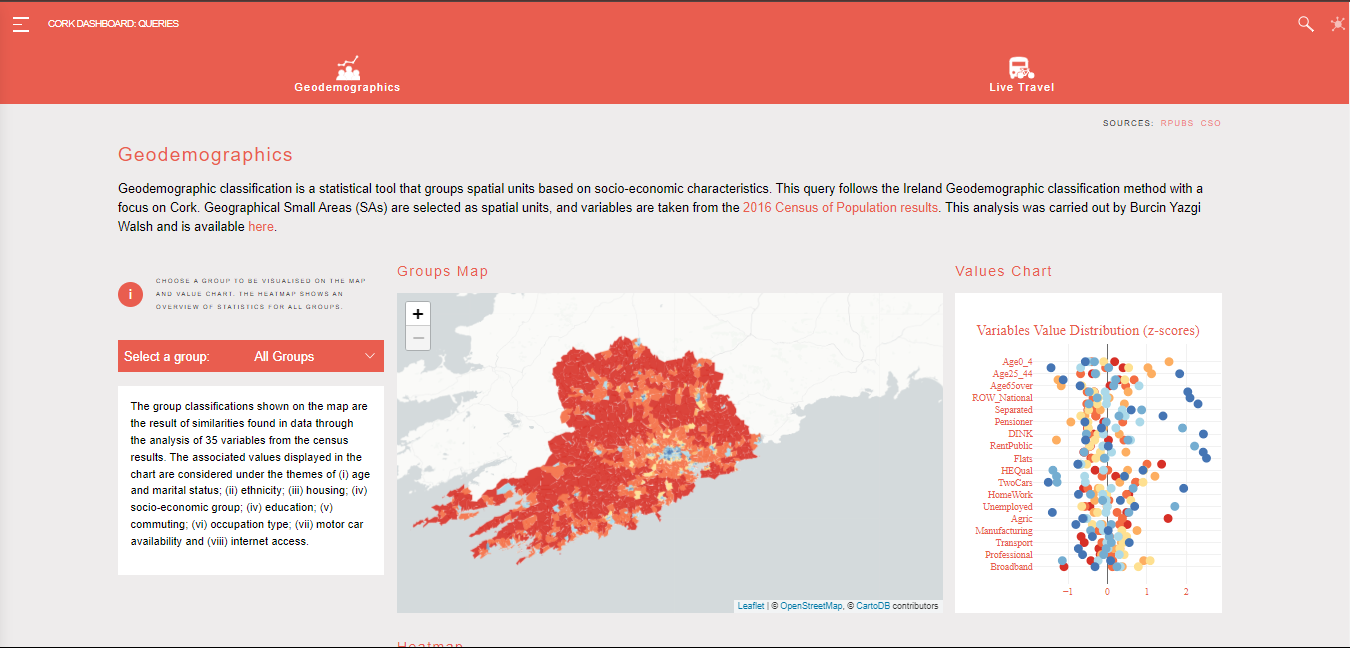 CORK DASHBOARD: QUERIES
Geodemographics
Live Travel
SOURCES: RPUBS CSO
Geodemographics
Geodemographic classification is a statistical tool that groups spatial units based on socio-economic characteristics. This query follows the Ireland Geodemographic classification method with a
focus on Cork. Geographical Small Areas (SAs) are selected as spatial units, and variables are taken from the 2016 Census of Population results. This analysis was carried out by Burcin Yazgi
Walsh and is available here.
i
CHOOSE A GROUP TO BE VISUALISED ON THE MAP
AND VALUE CHART. THE HEATMAP SHOWS AN
OVERVIEW OF STATISTICS FOR ALL GROUPS.
Select a group: All Groups
The group classifications shown on the map are
the result of similarities found in data through
the analysis of 35 variables from the census
results. The associated values displayed in the
chart are considered under the themes of (i) age
and marital status; (ii) ethnicity; (iii) housing; (iv)
socio-economic group; (iv) education; (v)
commuting; (vi) occupation type; (vii) motor car
availability and (viii) internet access.
Groups Map
+
−
Leaflet | © OpenStreetMap, © CartoDB contributors
Values Chart
Variables Value Distribution (z-scores)
Age0_4
Age25_44
Age65over
ROW_National
Separated
Pensioner
DINK
RentPublic
Flats
HEQual
TwoCars
HomeWork
Unemployed
Agric
Manufacturing
Transport
Professional
Broadband
−1 0 1 2
Heatmap